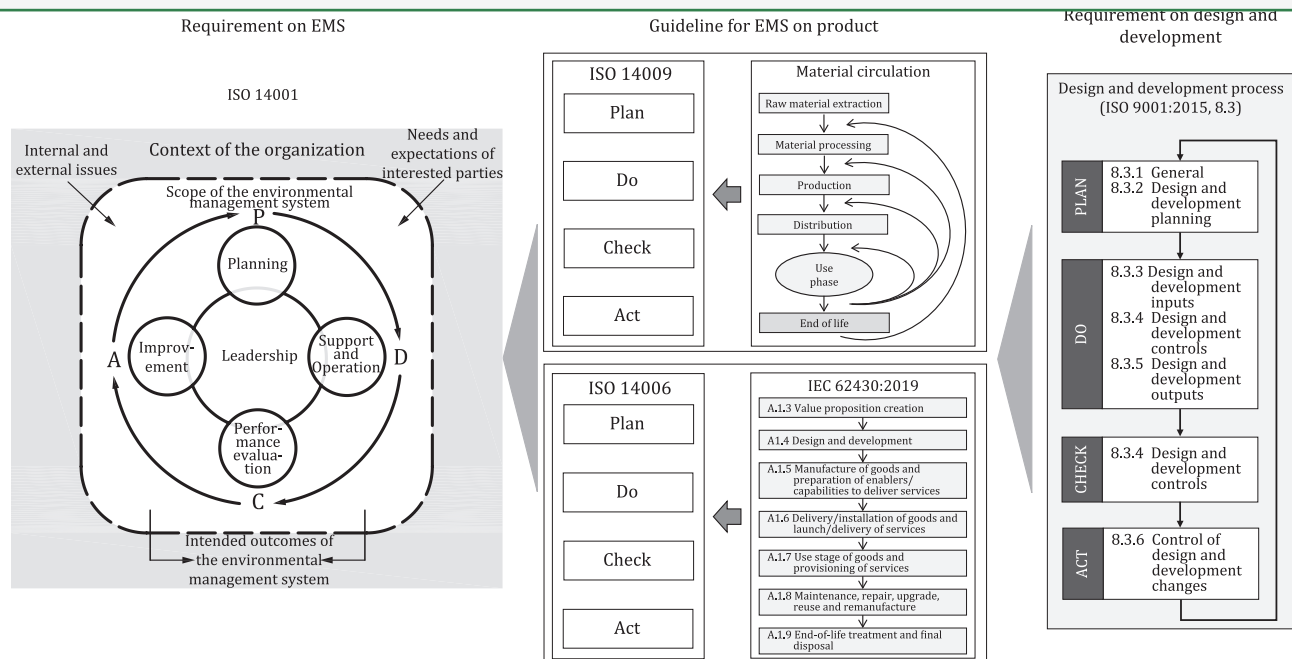 Requirement on EMS
ISO 14001
Internal and
external issues
Context of the organization
Needs and
expectations of
interested parties
Scope of the environmental
management system
P
Planning
A
Improv-
ement
Leadership
Support
and
Operation
D
Perfor-
mance
evalua-
tion
C
Intended outcomes of
the environmental
management system
Guideline for EMS on product
ISO 14009
Plan
Do
Check
Act
Material circulation
Raw material extraction
Material processing
Production
Distribution
Use
phase
End of life
ISO 14006
Plan
Do
Check
Act
IEC 62430:2019
A.1.3 Value proposition creation
A1.4 Design and development
A.1.5 Manufacture of goods and
preparation of enablers/
capabilities to deliver services
A1.6 Delivery/installation of goods and
launch/delivery of services
A.1.7 Use stage of goods and
provisioning of services
A.1.8 Maintenance, repair, upgrade,
reuse and remanufacture
A.1.9 End-of-life treatment and final
disposal
Requirement on design and
development
Design and development process
(ISO 9001:2015, 8.3)
PLAN
8.3.1 General
8.3.2 Design and
development
planning
DO
8.3.3 Design and
development
inputs
8.3.4 Design and
development
controls
8.3.5 Design and
development
outputs
CHECK
8.3.4 Design and
development
controls
ACT
8.3.6 Control of
design and
development
changes